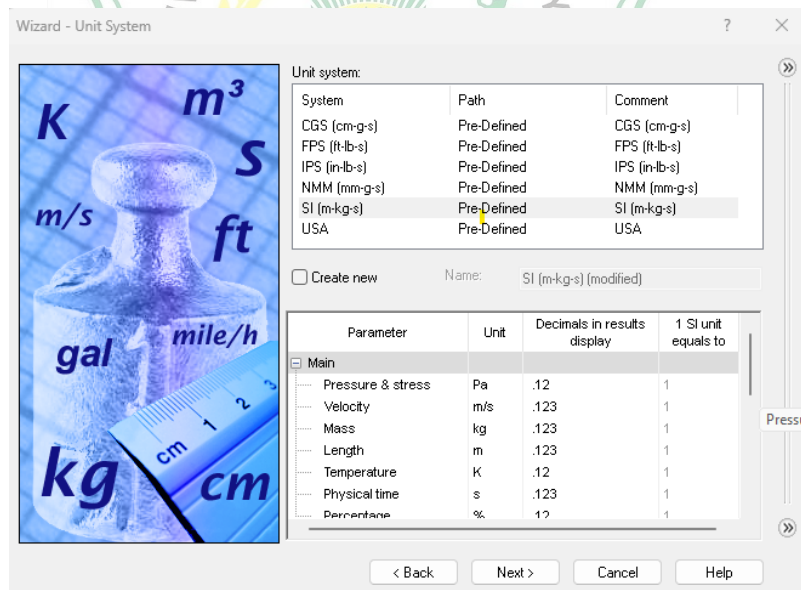 Wizard - Unit System ? ×
K
m³
S
m/s
ft
gal
mile/h
kg
cm 1 2 3
cm
Unit system:
System Path Comment
CGS (cm-g-s) Pre-Defined CGS (cm-g-s)
FPS (ft-lb-s) Pre-Defined FPS (ft-lb-s)
IPS (in-lb-s) Pre-Defined IPS (in-lb-s)
NMM (mm-g-s) Pre-Defined NMM (mm-g-s)
SI (m-kg-s) Pre-Defined SI (m-kg-s)
USA Pre-Defined USA
Create new Name: SI (m-kg-s) (modified)
Parameter Unit Decimals in results display 1 SI unit equals to
Main
Pressure & stress Pa .12 1
Velocity m/s .123 1
Mass kg .123 1
Length m .123 1
Temperature K .12 1
Physical time s .123 1
Percentage % .12 1
Press
< Back Next > Cancel Help